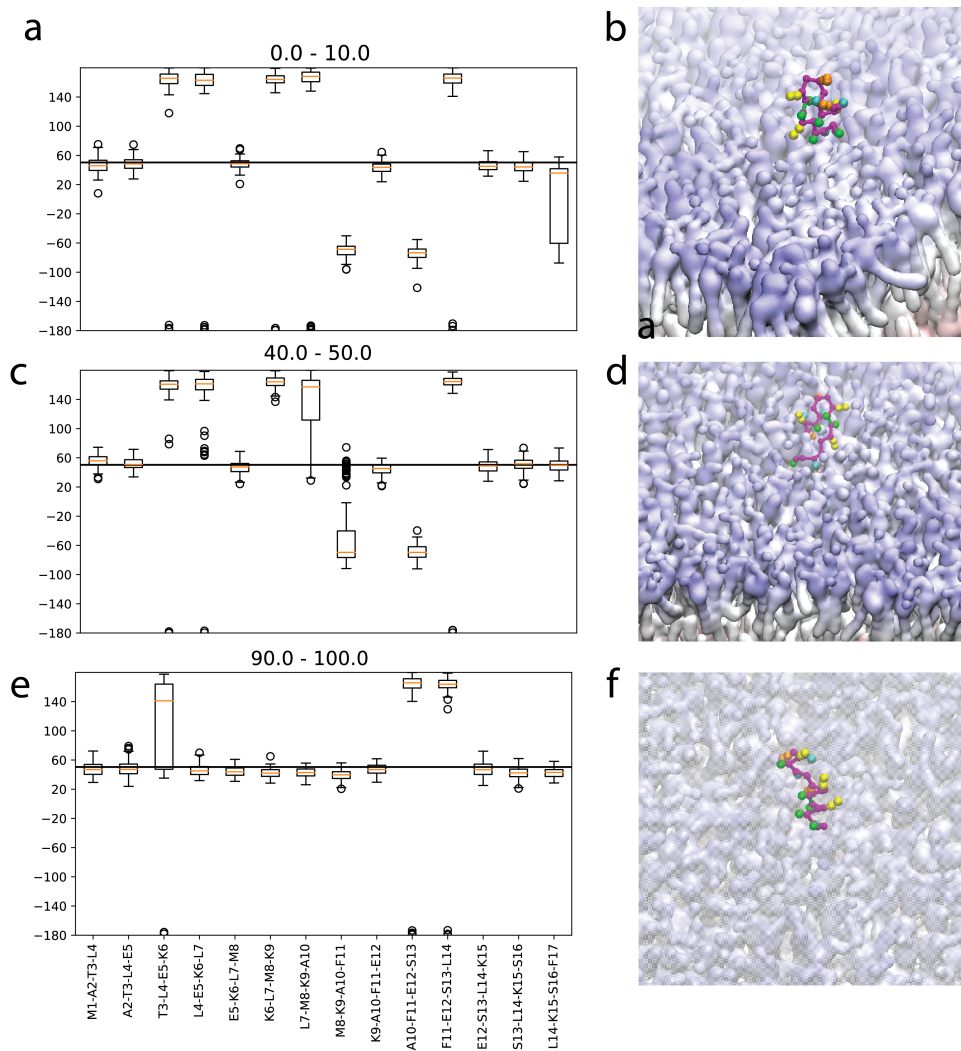 a
0.0 - 10.0
140
100
60
20
−20
−60
−100
−140
−180
b
a
c
40.0 - 50.0
140
100
60
20
−20
−60
−100
−140
−180
d
e
90.0 - 100.0
140
100
60
20
−20
−60
−100
−140
−180
M1-A2-T3-L4
A2-T3-L4-E5
T3-L4-E5-K6
L4-E5-K6-L7
E5-K6-L7-M8
K6-L7-M8-K9
L7-M8-K9-A10
M8-K9-A10-F11
K9-A10-F11-E12
A10-F11-E12-S13
F11-E12-S13-L14
E12-S13-L14-K15
S13-L14-K15-S16
L14-K15-S16-F17
f